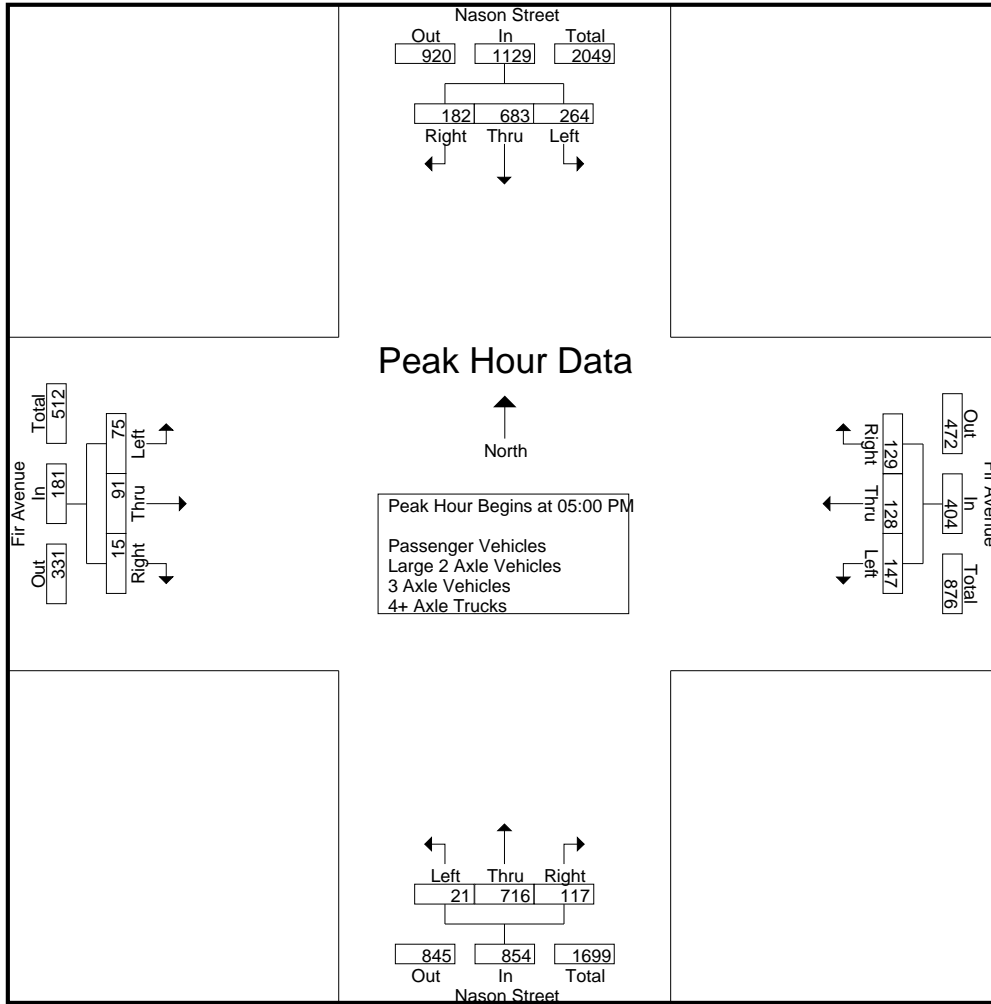 Nason Street
Out In Total
920 1129 2049
182 683 264
Right Thru Left
Peak Hour Data
North
Peak Hour Begins at 05:00 PM
Passenger Vehicles
Large 2 Axle Vehicles
3 Axle Vehicles
4+ Axle Trucks
Fir Avenue
Out In Total
331 181 512
15 91 75
Right Thru Left
Fir Avenue
Out In Total
472 404 876
129 128 147
Right Thru Left
Left Thru Right
21 716 117
845 854 1699
Out In Total
Nason Street